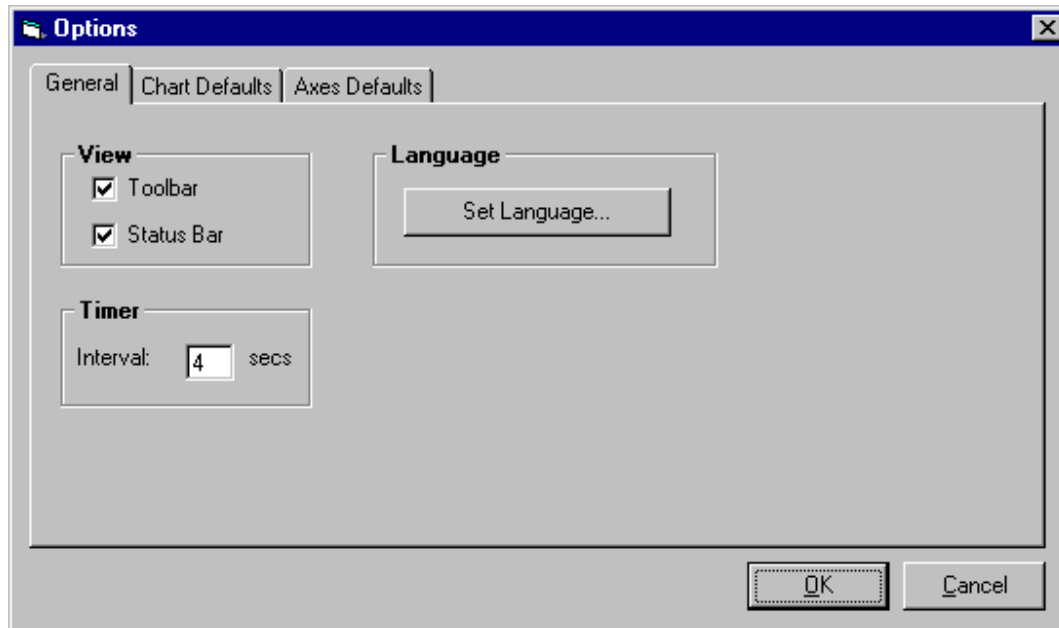 Options
General Chart Defaults Axes Defaults
View
Toolbar
Status Bar
Language
Set Language...
Timer
Interval: 4 secs
OK Cancel